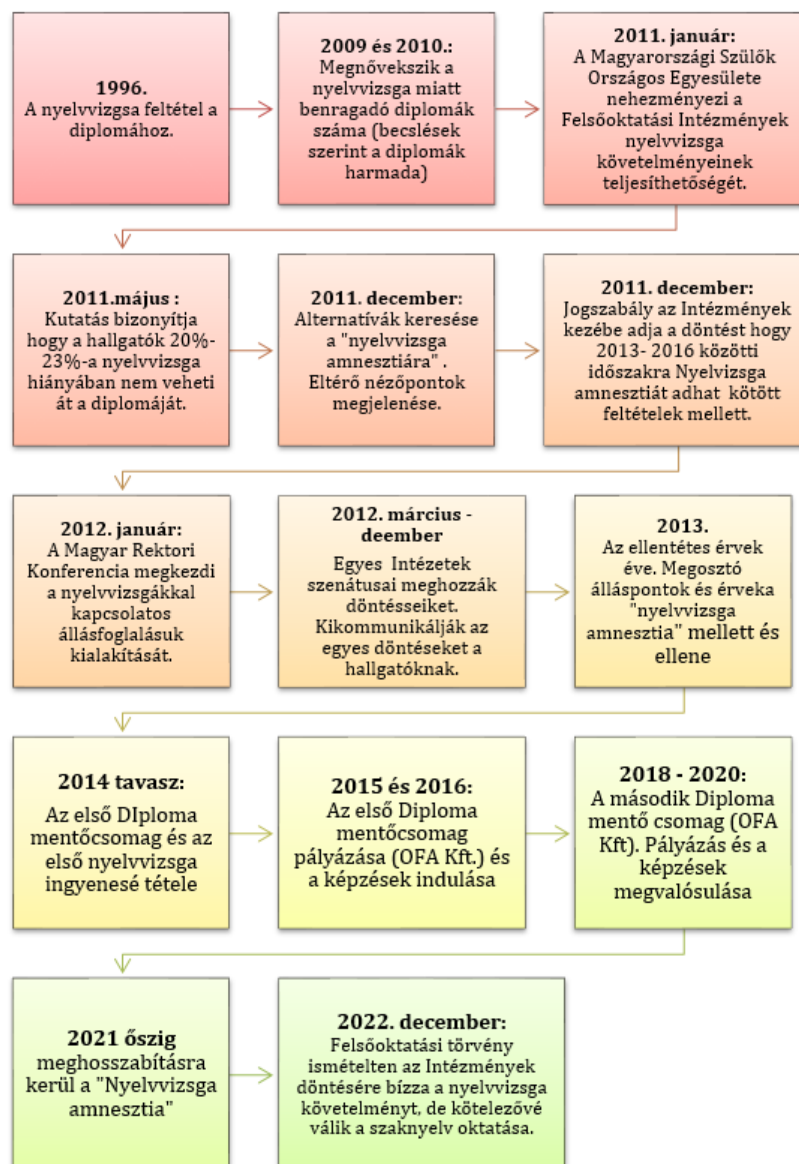 1996.
A nyelvvizgsa feltétel a
diplomához.
2009 és 2010.:
Megnővekszik a
nyelvvizsga miatt
benragadó diplomák
száma (becslések
szerint a diplomák
harmada)
2011. január:
A Magyarországi Szülők
Országos Egyesülete
nehezményezi a
Felsőoktatási Intézmények
nyelvvizsga
követelményeinek
teljesíthetőségét.
2011.május :
Kutatás bizonyítja
hogy a hallgatók 20%-
23%-a nyelvvizsga
hiányában nem veheti
át a diplomáját.
2011. december:
Alternatívák keresése
a "nyelvvizsga
amnesztiára" .
Eltérő nézőpontok
megjelenése.
2011. december:
Jogszabály az Intézmények
kezébe adja a döntést hogy
2013- 2016 közötti
időszakra Nyelvizsga
amnesztiát adhat kötött
feltételek mellett.
2012. január:
A Magyar Rektori
Konferencia megkezdi
a nyelvvizsgákkal
kapcsolatos
állásfoglalásuk
kialakítását.
2012. március -
deember
Egyes Intézetek
szenátusai meghozzák
döntésseiket.
Kikommunikálják az
egyes döntéseket a
hallgatóknak.
2013.
Az ellentétes érvek
éve. Megosztó
álláspontok és érveka
"nyelvvizsga
amnesztia" mellett és
ellene
2014 tavasz:
Az első DIploma
mentőcsomag és az
első nyelvvizsga
ingyenesé tétele
2015 és 2016:
Az első Diploma
mentőcsomag
pályázása (OFA Kft.) és
a képzések indulása
2018 - 2020:
A második Diploma
mentő csomag (OFA
Kft). Pályázás és a
képzések
megvalósulása
2021 őszig
meghosszabításra
kerül a "Nyelvvizsga
amnesztia"
2022. december:
Felsőoktatási törvény
ismételten az Intézmények
döntésére bízza a nyelvvizsga
követelményt, de kötelezővé
válik a szaknyelv oktatása.